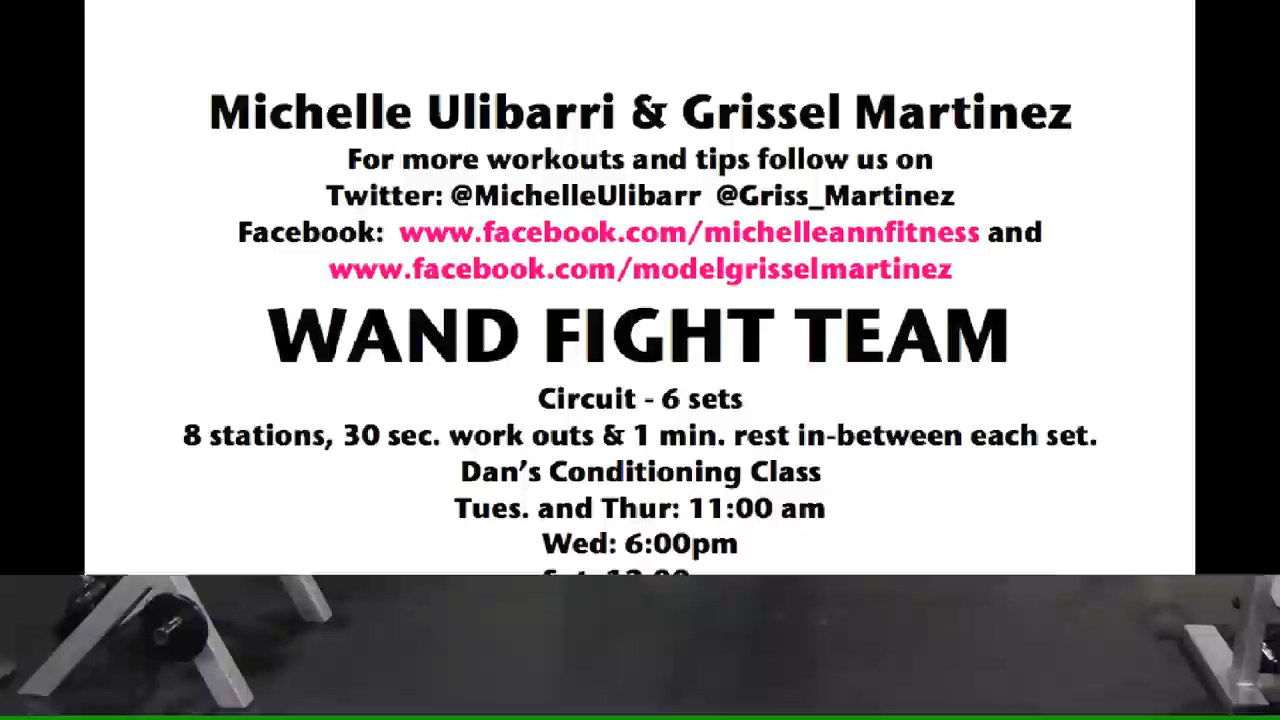 Michelle Ulibarri & Grissel Martinez
For more workouts and tips follow us on
Twitter: @MichelleUlibarr @Griss_Martinez
Facebook: www.facebook.com/michelleannfitness and
www.facebook.com/modelgrisselmartinez
WAND FIGHT TEAM
Circuit - 6 sets
8 stations, 30 sec. work outs & 1 min. rest in-between each set.
Dan’s Conditioning Class
Tues. and Thur: 11:00 am
Wed: 6:00pm